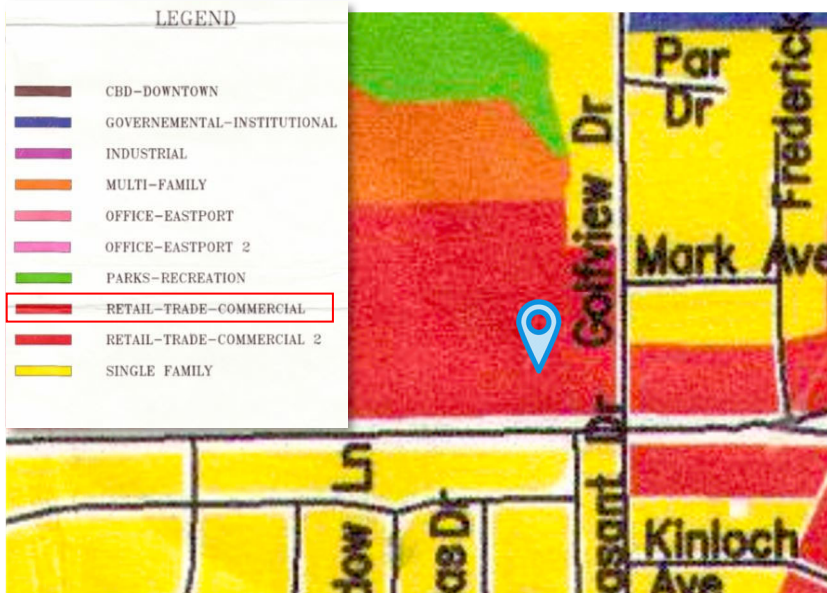 LEGEND
CBD-DOWNTOWN
GOVERNEMENTAL-INSTITUTIONAL
INDUSTRIAL
MULTI-FAMILY
OFFICE-EASTPORT
OFFICE-EASTPORT 2
PARKS-RECREATION
RETAIL-TRADE-COMMERCIAL
RETAIL-TRADE-COMMERCIAL 2
SINGLE FAMILY
Par
Dr
Frederick
Golfview Dr
Mark Ave
Ln
dow
as Dr
asant Dr
Kinloch
Ave